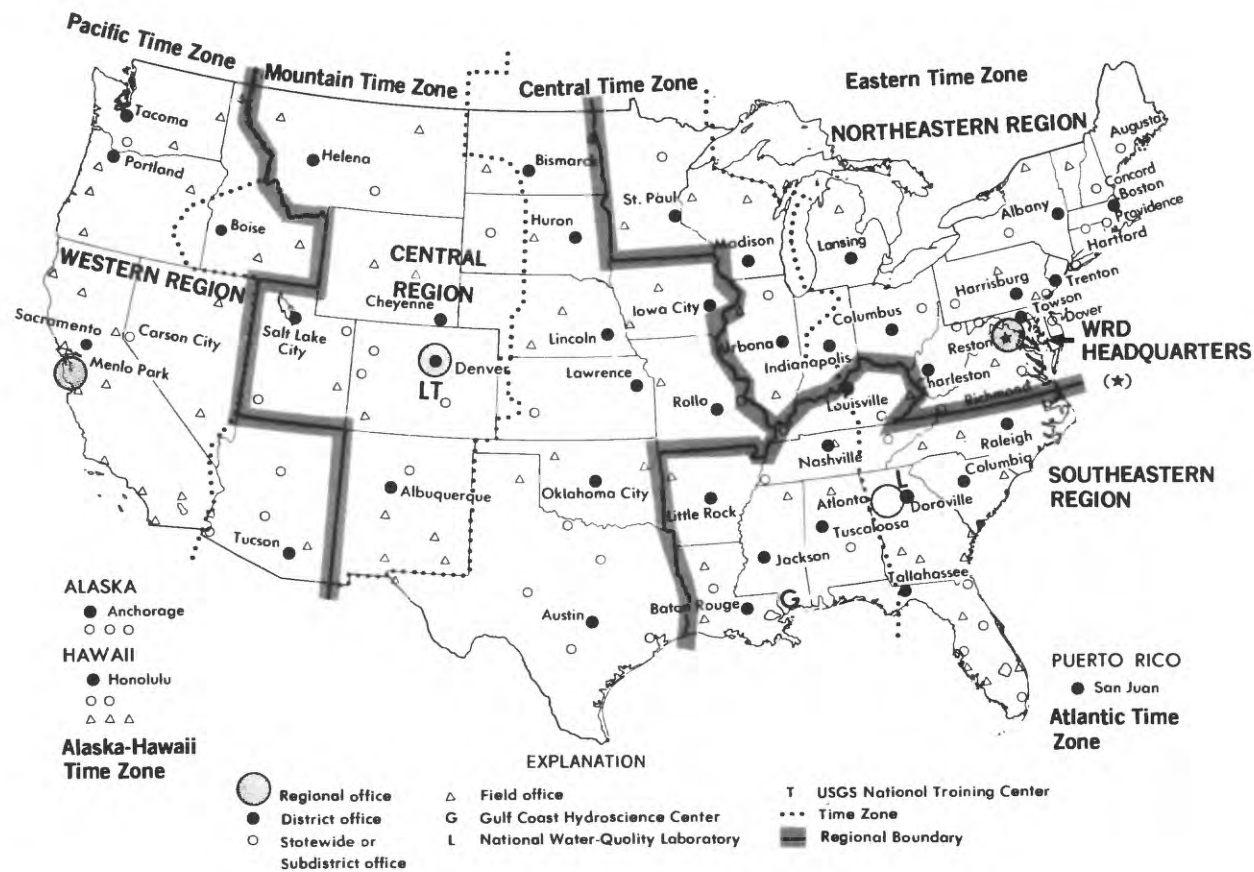 Pacific Time Zone
Mountain Time Zone
Central Time Zone
Eastern Time Zone
NORTHEASTERN REGION
Augusta
Tacoma
Helena
Bismarck
Concord
Portland
St. Paul
Boston
Albany
Providence
Huron
Boise
Madison
Lansing
Hartford
WESTERN REGION
CENTRAL
REGION
Harrisburg
Trenton
Cheyenne
Iowa City
Columbus
Towson
Dover
Sacramento
Carson City
Salt Lake
City
Lincoln
Urbona
Reston
WRD
HEADQUARTERS
(★)
Menlo Park
Denver
Indianapolis
LT
Lawrence
Charleston
Richmond
Rolla
Louisville
Raleigh
Nashville
Columbia
SOUTHEASTERN
REGION
Albuquerque
Oklahoma City
Little Rock
Atlonta
Doroville
Tuscaloosa
Tucson
Jackson
Tallahassee
ALASKA
Anchorage
Austin
Baton Rouge
G
HAWAII
Honolulu
PUERTO RICO
San Juan
Atlantic Time
Zone
Alaska-Hawaii
Time Zone
EXPLANATION
Regional office
District office
Statewide or
Subdistrict office
Field office
G Gulf Coast Hydroscience Center
L National Water-Quality Laboratory
T USGS National Training Center
Time Zone
Regional Boundary